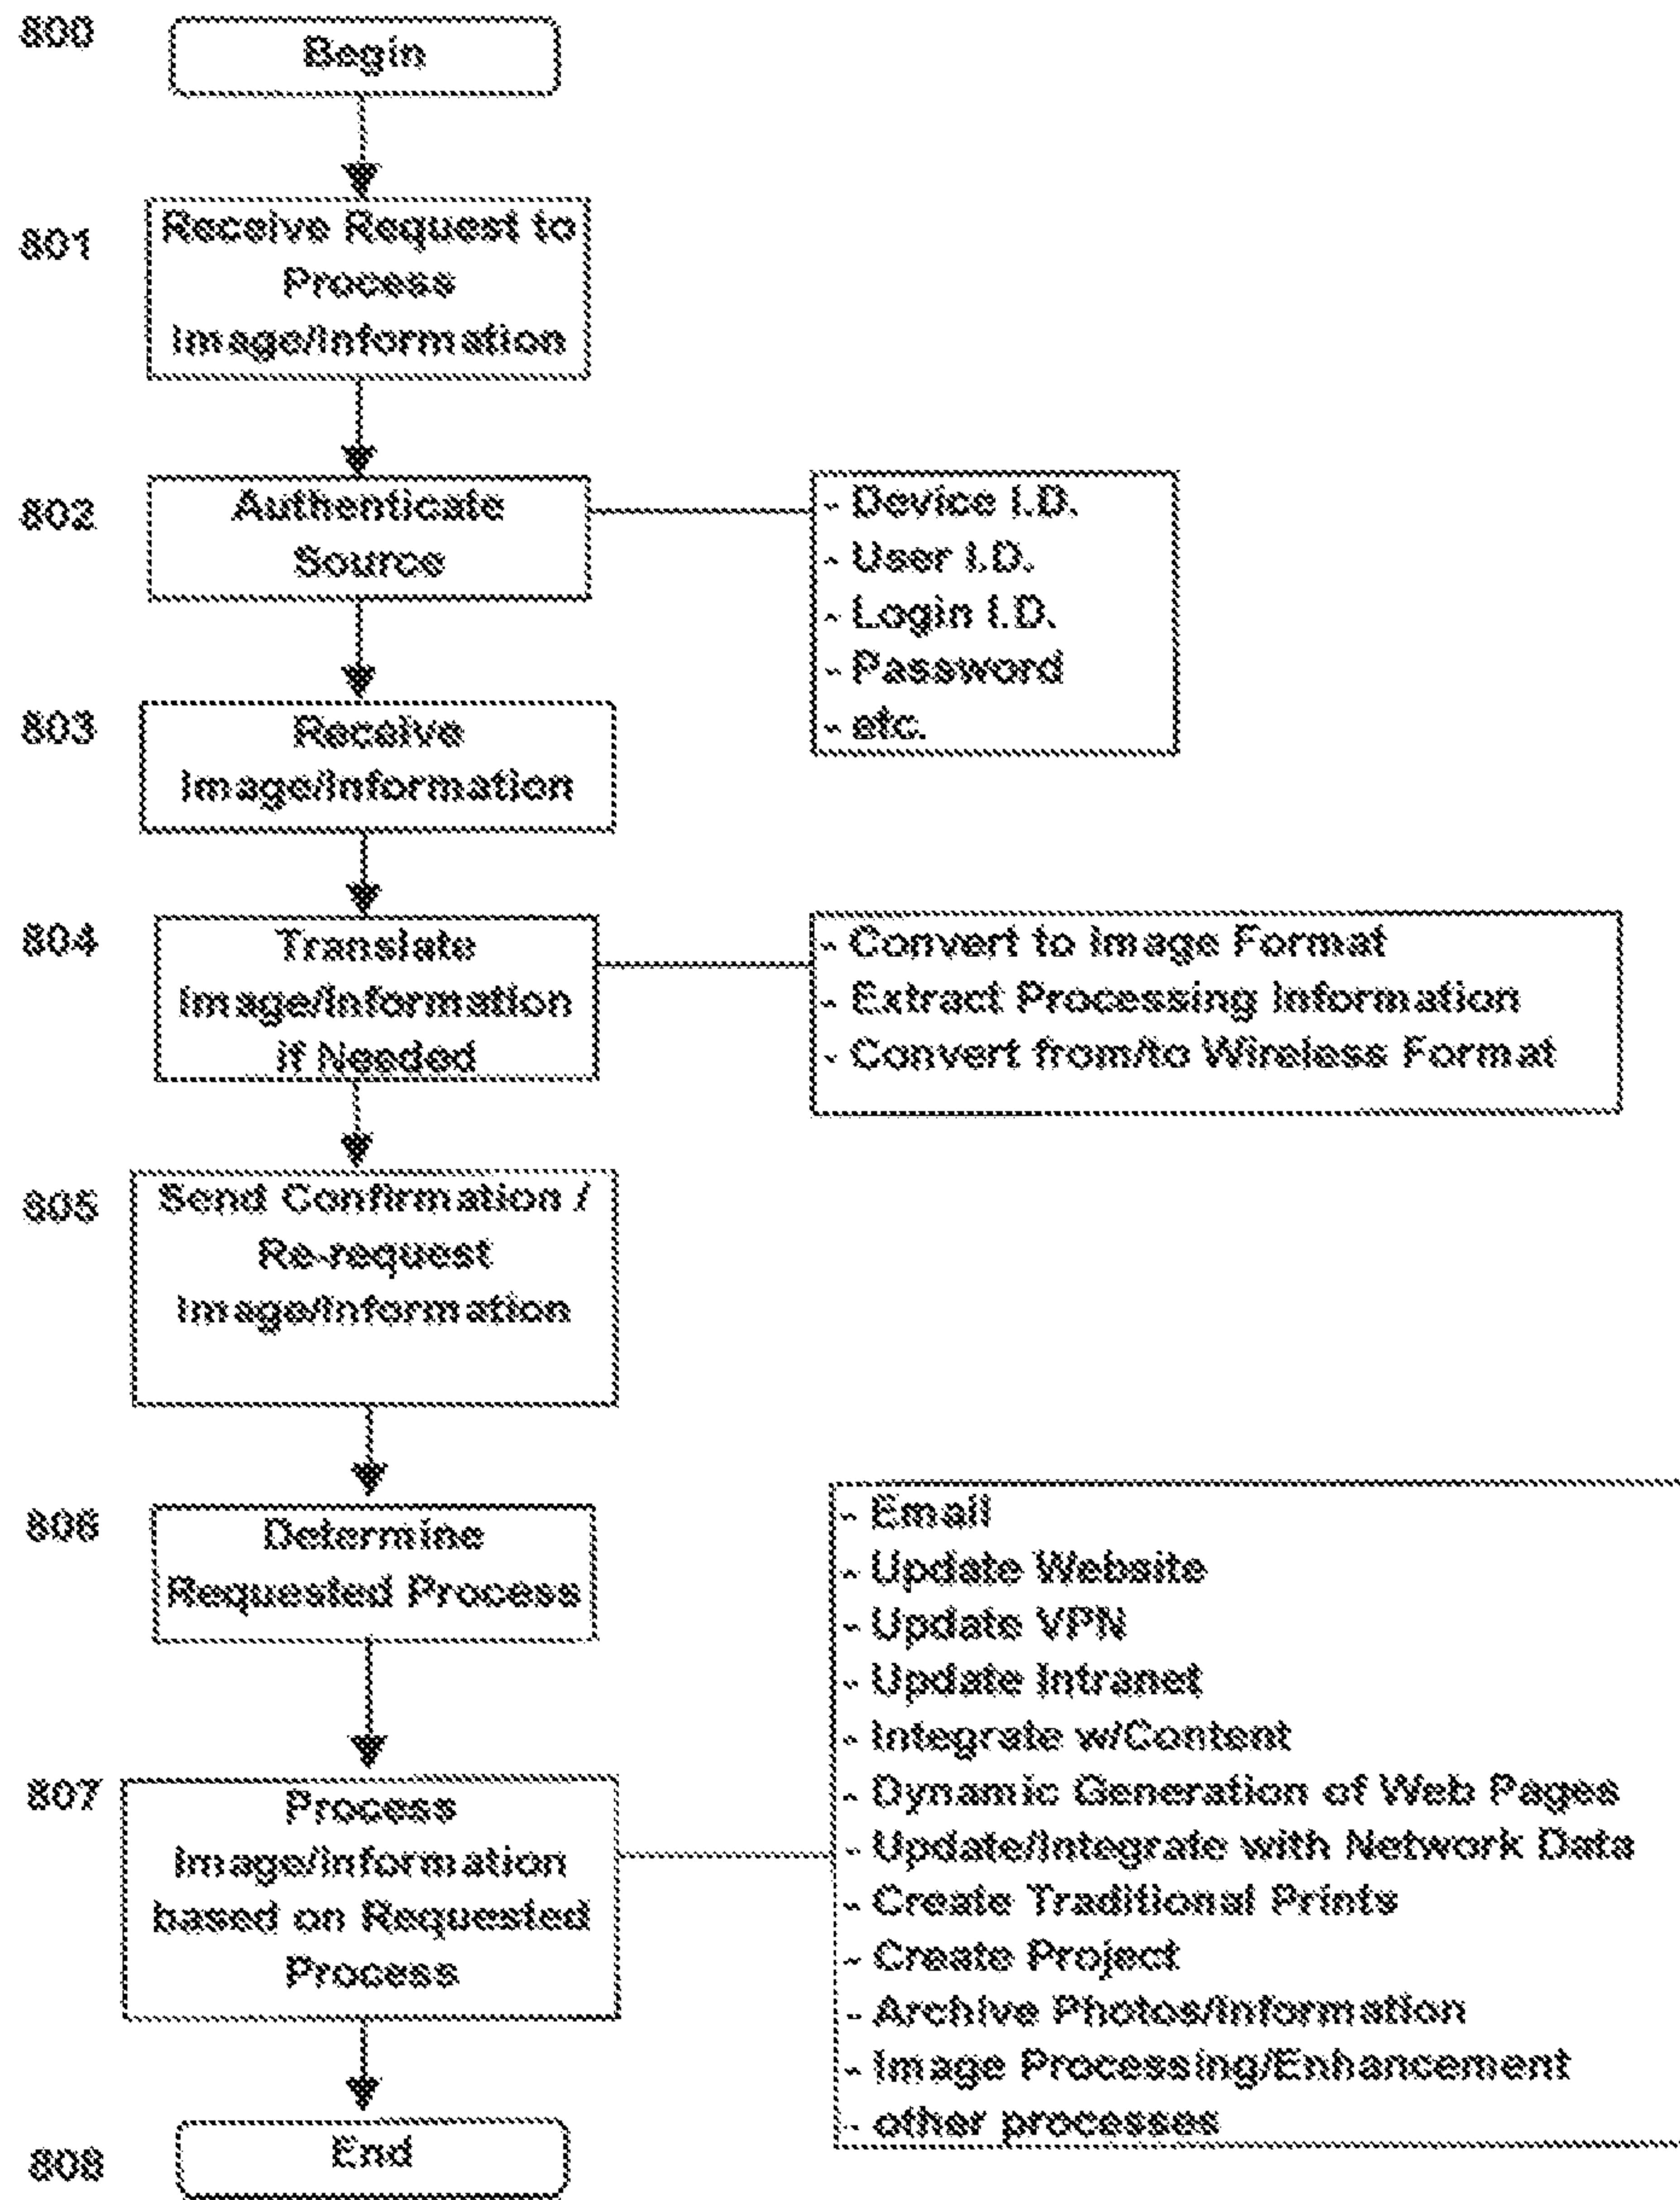 800
Begin
801
Receive Request to
Process
Image/Information
802
Authenticate
Source
- Device I.D.
- User I.D.
- Login I.D.
- Password
- etc.
803
Receive
Image/Information
804
Translate
Image/Information
if Needed
- Convert to Image Format
- Extract Processing Information
- Convert from/to Wireless Format
805
Send Confirmation /
Re-request
Image/Information
806
Determine
Requested Process
807
Process
Image/Information
based on Requested
Process
- Email
- Update Website
- Update VPN
- Update Intranet
- Integrate w/Content
- Dynamic Generation of Web Pages
- Update/Integrate with Network Data
- Create Traditional Prints
- Create Project
- Archive Photos/Information
- Image Processing/Enhancement
- other processes
808
End